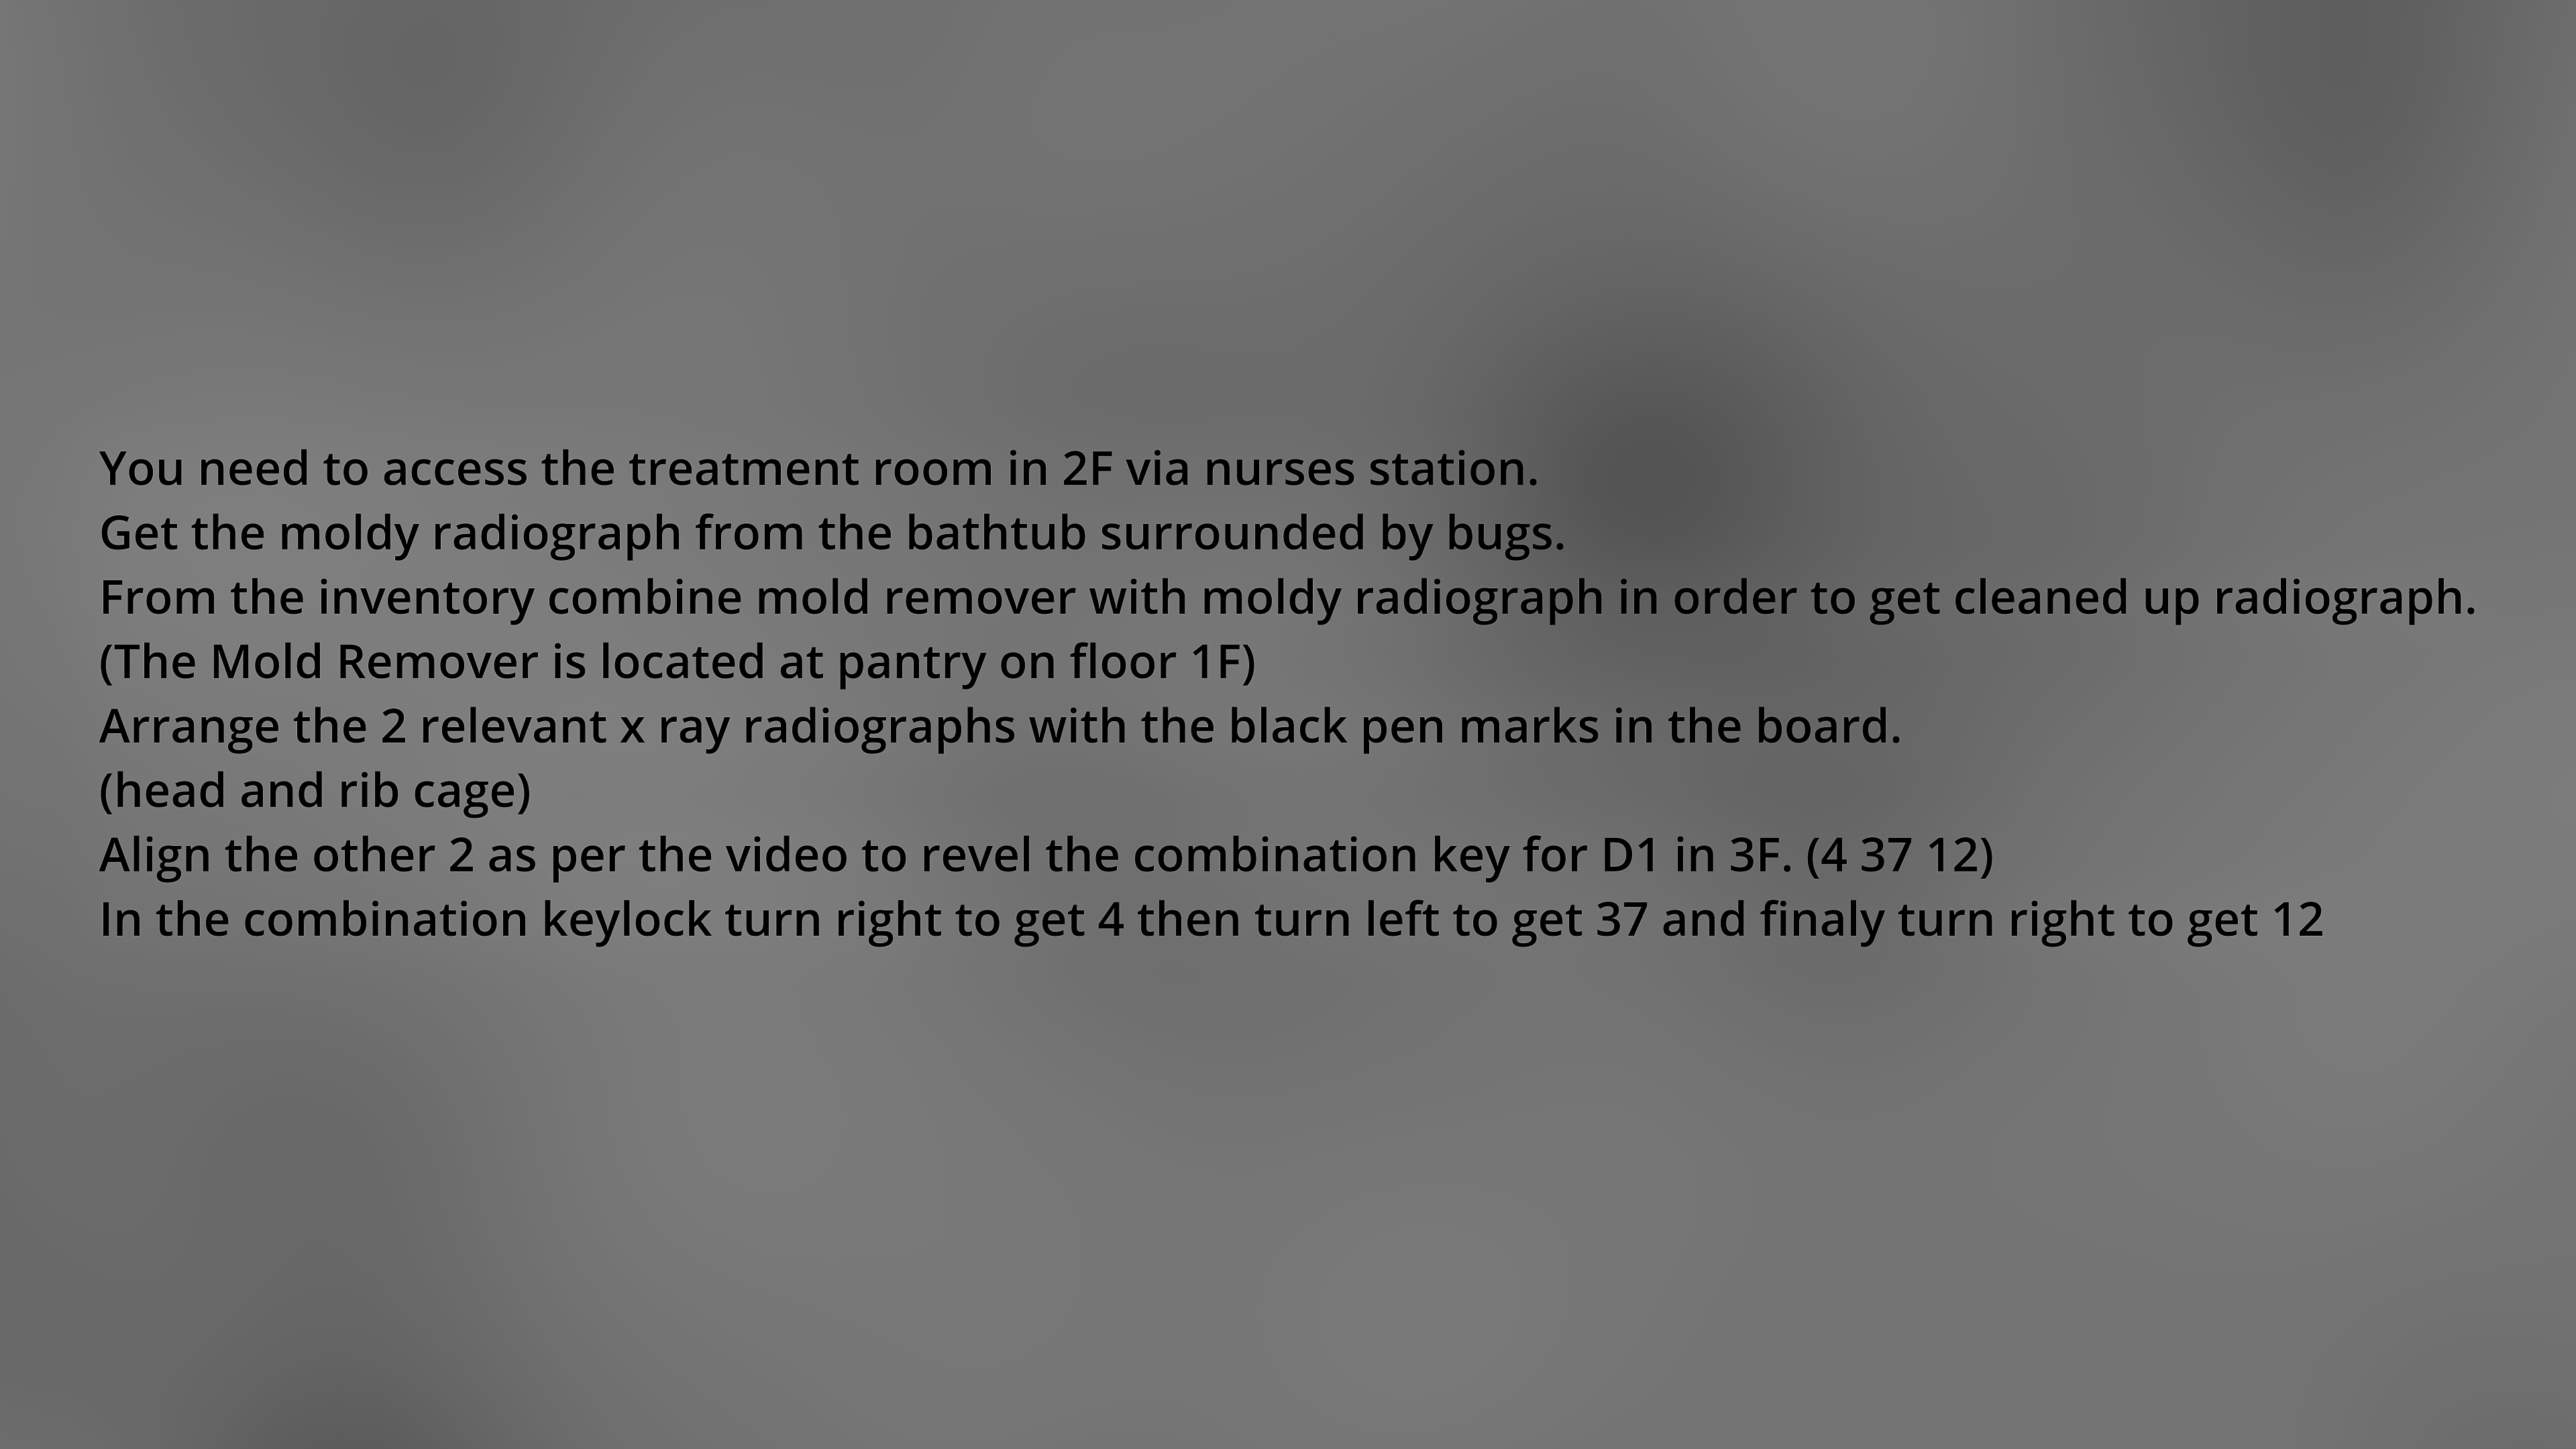 You need to access the treatment room in 2F via nurses station.
Get the moldy radiograph from the bathtub surrounded by bugs.
From the inventory combine mold remover with moldy radiograph in order to get cleaned up radiograph.
(The Mold Remover is located at pantry on floor 1F)
Arrange the 2 relevant x ray radiographs with the black pen marks in the board.
(head and rib cage)
Align the other 2 as per the video to revel the combination key for D1 in 3F. (4 37 12)
In the combination keylock turn right to get 4 then turn left to get 37 and finaly turn right to get 12